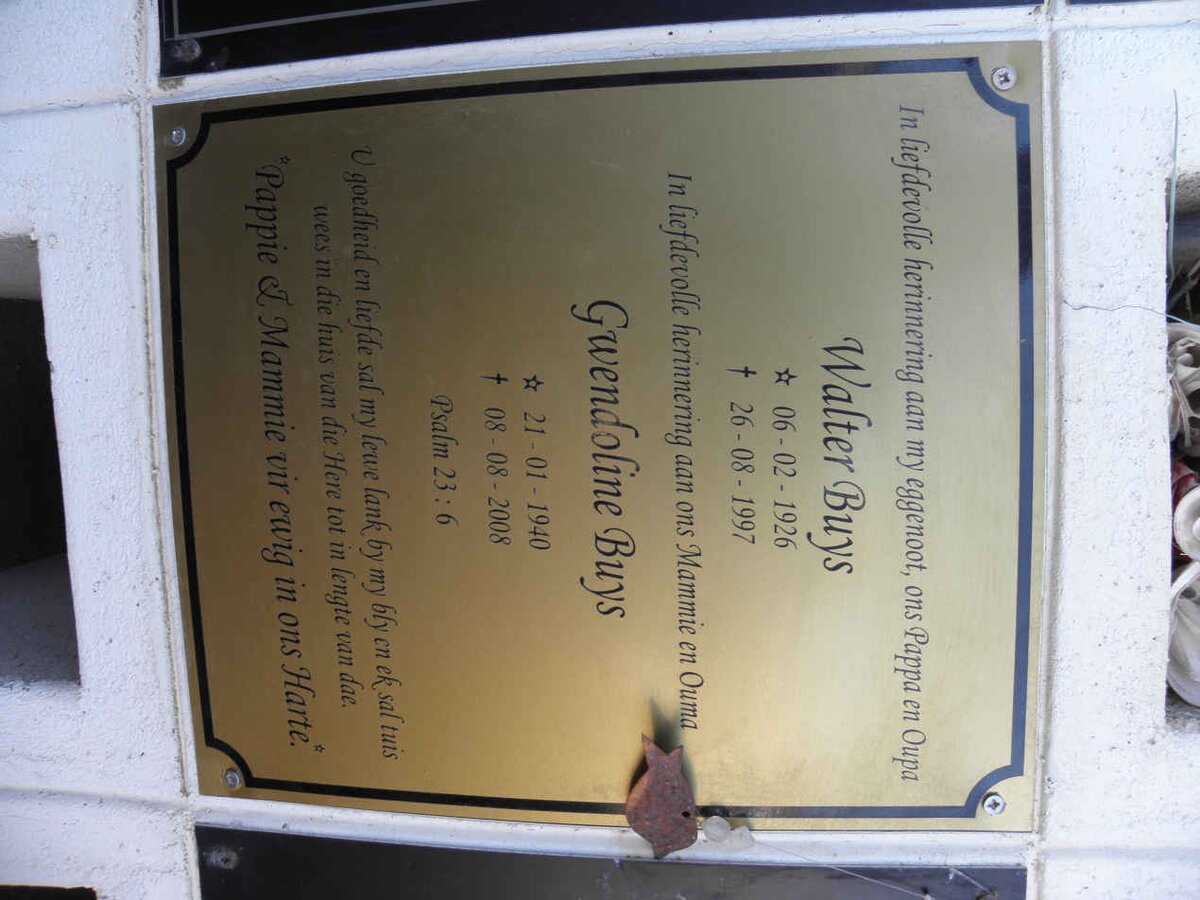 In liefdevolle herinnering aan my eggenoot, ons Pappa en Oupa
Walter Buys
☆ 06 - 02 - 1926
† 26 - 08 - 1997
In liefdevolle herinnering aan ons Mammie en Ouma
Gwendoline Buys
☆ 21 - 01 - 1940
† 08 - 08 - 2008
Psalm 23 : 6
U goedheid en liefde sal my lewe lank by my bly en ek sal tuis
wees in die huis van die Here tot in lengte van dae.
*Pappie & Mammie vir ewig in ons Harte.*